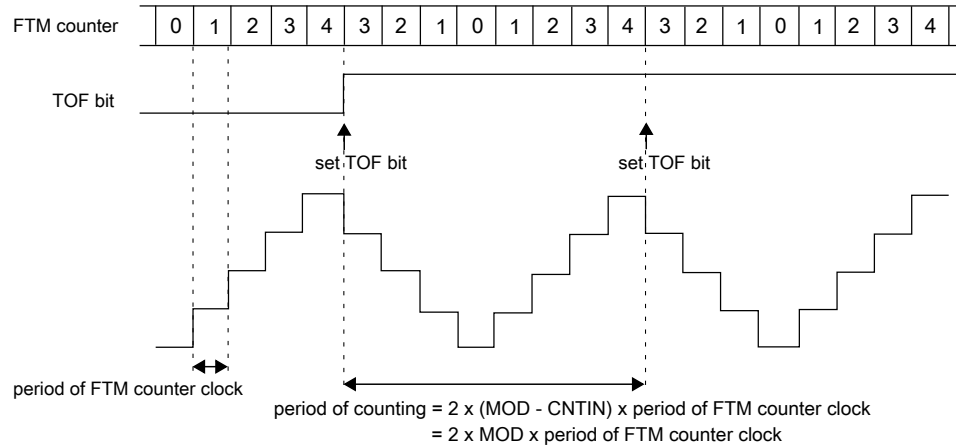 FTM counter 0 1 2 3 4 3 2 1 0 1 2 3 4 3 2 1 0 1 2 3 4
TOF bit
set TOF bit set TOF bit
period of FTM counter clock
period of counting = 2 x (MOD - CNTIN) x period of FTM counter clock
= 2 x MOD x period of FTM counter clock